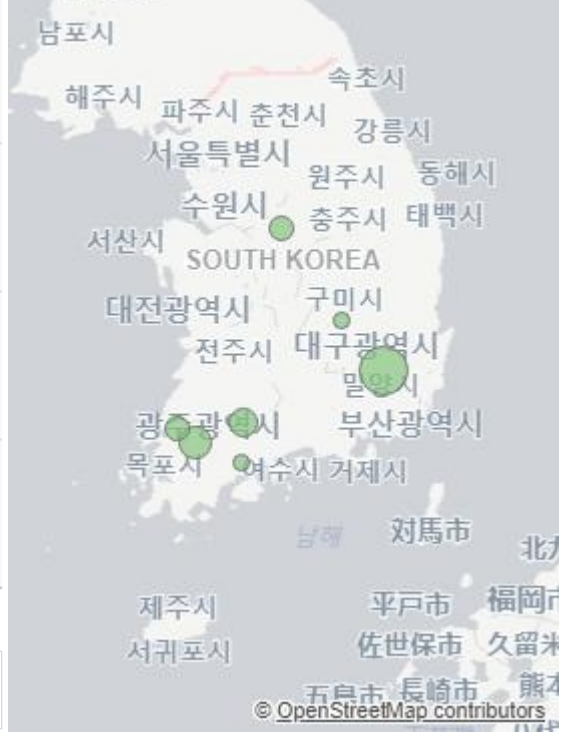 남포시
속초시
해주시
파주시 춘천시
강릉시
서울특별시
원주시 동해시
수원시 충주시 태백시
서산시
SOUTH KOREA
구미시
대전광역시
전주시 대구광역시
밀양시
광주광역시 부산광역시
목포시 여수시 거제시
남해
対馬市
北九
제주시 平戸市 福岡市
서귀포시 佐世保市 久留米
五島市 長崎市 熊本
© OpenStreetMap contributors